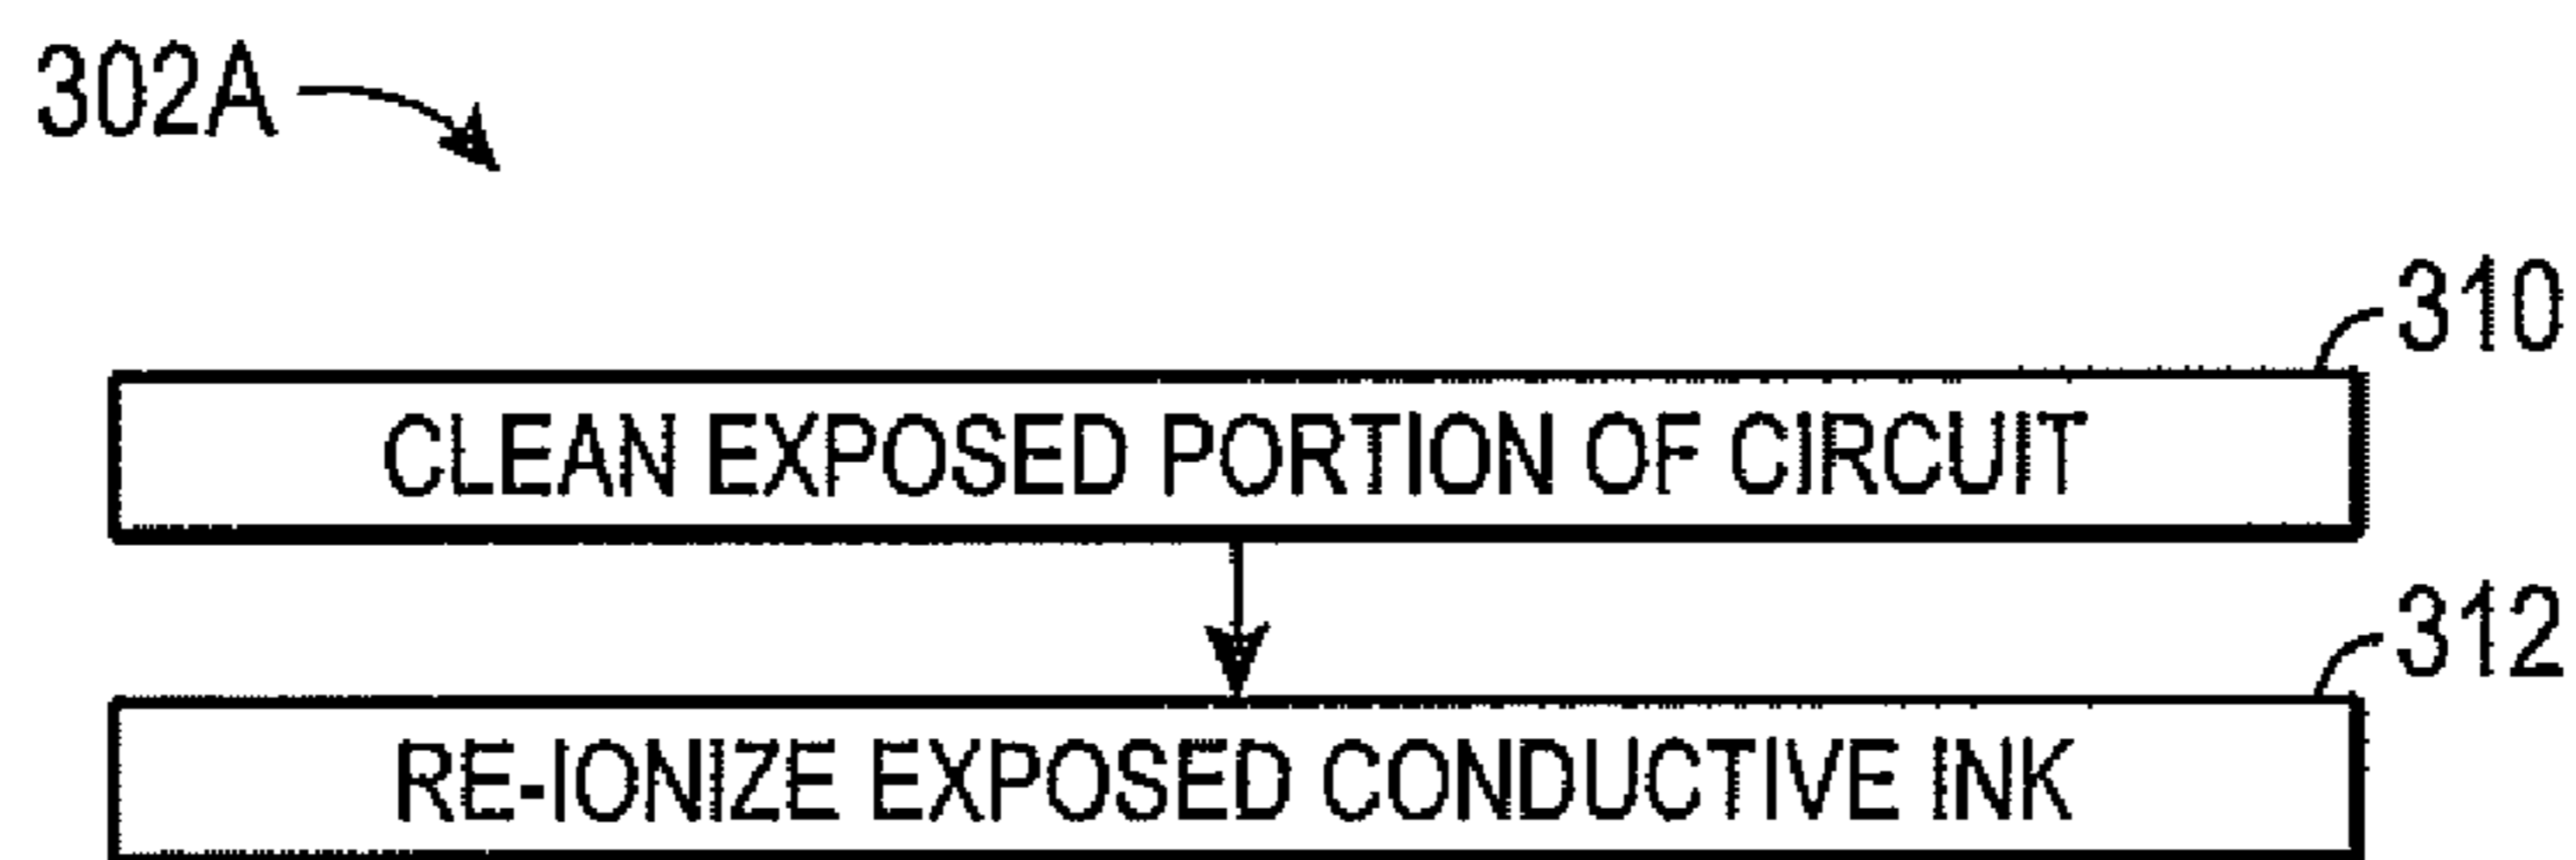 302A
310
CLEAN EXPOSED PORTION OF CIRCUIT
312
RE-IONIZE EXPOSED CONDUCTIVE INK